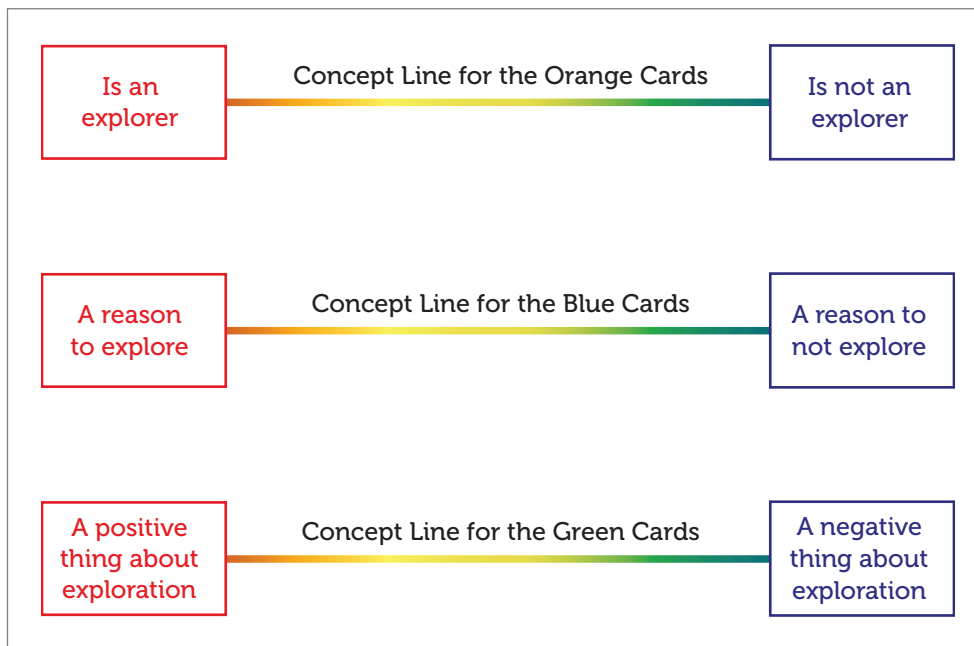 Concept Line for the Orange Cards
Is an
explorer
Is not an
explorer
Concept Line for the Blue Cards
A reason
to explore
A reason to
not explore
Concept Line for the Green Cards
A positive
thing about
exploration
A negative
thing about
exploration